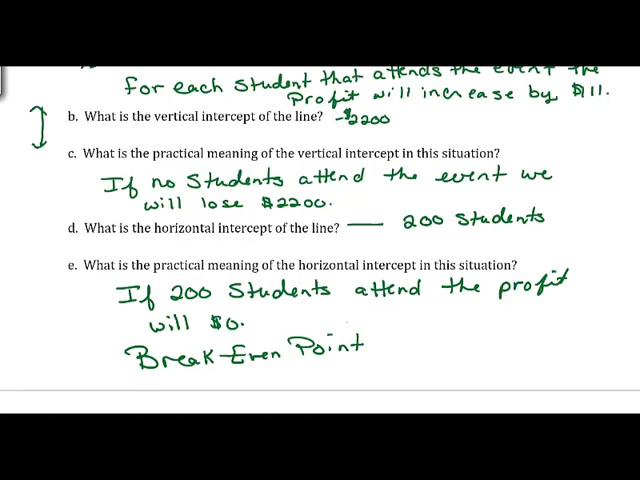 For each student that attends the event the
Profit will increase by $11.
b. What is the vertical intercept of the line? -$2200
c. What is the practical meaning of the vertical intercept in this situation?
If no Students attend the event we
will lose $2200.
d. What is the horizontal intercept of the line? — 200 Students
e. What is the practical meaning of the horizontal intercept in this situation?
If 200 Students attend the profit
will $0.
Break-Even Point